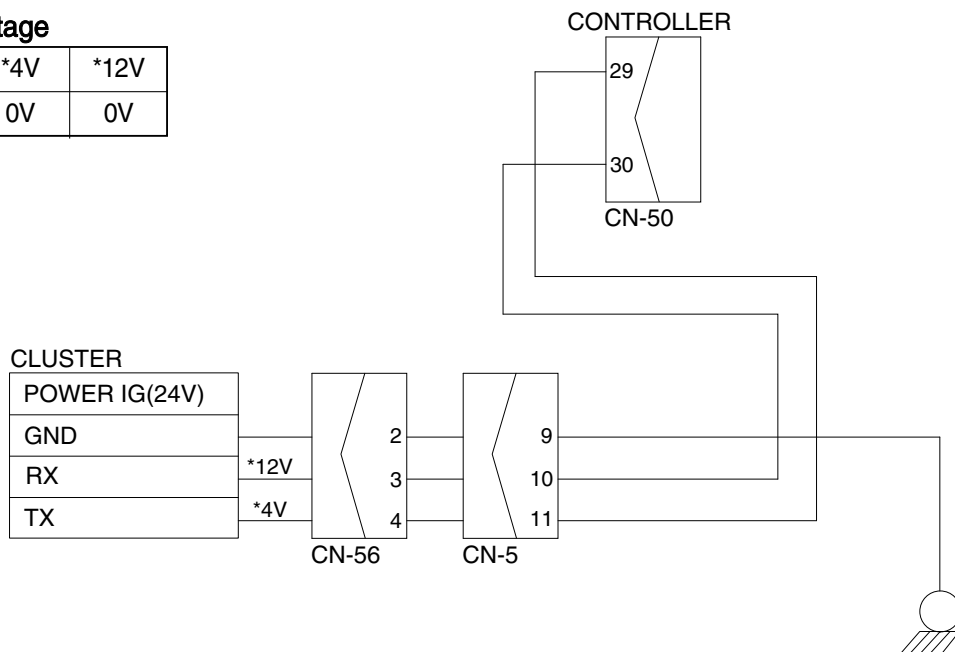 *4V *12V
0V 0V
CONTROLLER
29
30
CN-50
CLUSTER
POWER IG(24V)
GND
RX
TX
*12V
*4V
2
3
4
CN-56
9
10
11
CN-5